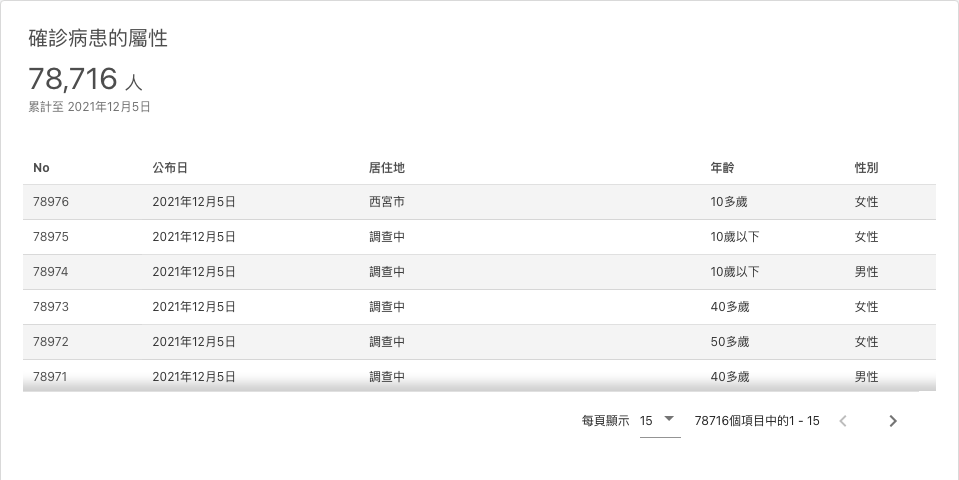 確診病患的屬性
78,716 人
累計至 2021年12月5日
No 公布日 居住地 年齡 性別
78976 2021年12月5日 西宮市 10多歲 女性
78975 2021年12月5日 調查中 10歲以下 女性
78974 2021年12月5日 調查中 10歲以下 男性
78973 2021年12月5日 調查中 40多歲 女性
78972 2021年12月5日 調查中 50多歲 女性
78971 2021年12月5日 調查中 40多歲 男性
每頁顯示 15 78716個項目中的1 - 15